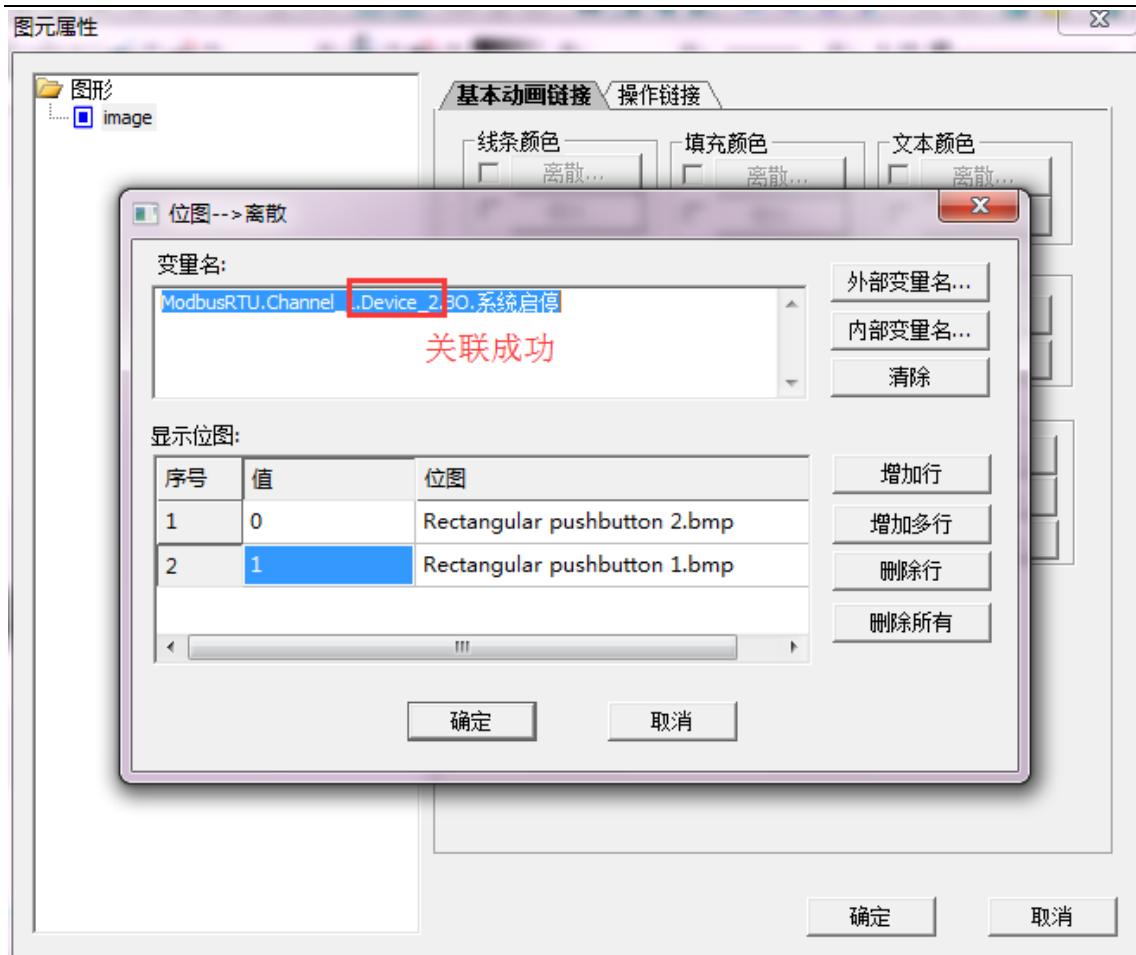 图元属性
图形
image
基本动画链接 操作链接
线条颜色 填充颜色 文本颜色
离散... 离散... 离散...
位图-->离散
变量名:
ModbusRTU.Channel_1.Device_2.BO.系统启停
关联成功
外部变量名...
内部变量名...
清除
显示位图:
序号 值 位图
1 0 Rectangular pushbutton 2.bmp
2 1 Rectangular pushbutton 1.bmp
增加行
增加多行
删除行
删除所有
确定 取消
确定 取消